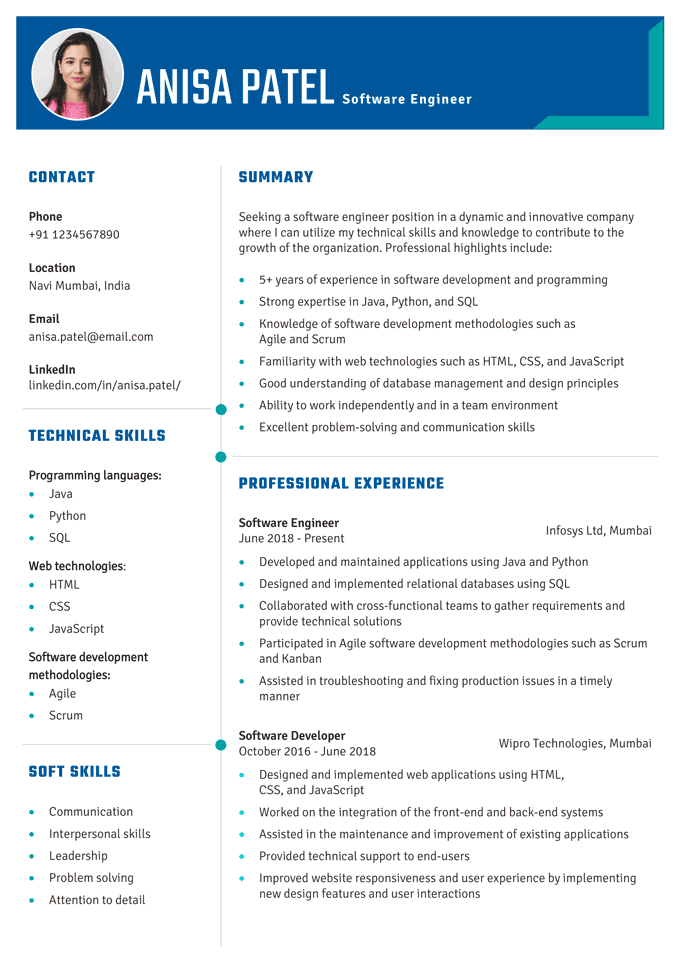 ANISA PATEL Software Engineer
CONTACT
Phone
+91 1234567890
Location
Navi Mumbai, India
Email
anisa.patel@email.com
LinkedIn
linkedin.com/in/anisa.patel/
TECHNICAL SKILLS
Programming languages:
• Java
• Python
• SQL
Web technologies:
• HTML
• CSS
• JavaScript
Software development
methodologies:
• Agile
• Scrum
SOFT SKILLS
• Communication
• Interpersonal skills
• Leadership
• Problem solving
• Attention to detail
SUMMARY
Seeking a software engineer position in a dynamic and innovative company
where I can utilize my technical skills and knowledge to contribute to the
growth of the organization. Professional highlights include:
• 5+ years of experience in software development and programming
• Strong expertise in Java, Python, and SQL
• Knowledge of software development methodologies such as
Agile and Scrum
• Familiarity with web technologies such as HTML, CSS, and JavaScript
• Good understanding of database management and design principles
• Ability to work independently and in a team environment
• Excellent problem-solving and communication skills
PROFESSIONAL EXPERIENCE
Software Engineer
June 2018 - Present
Infosys Ltd, Mumbai
• Developed and maintained applications using Java and Python
• Designed and implemented relational databases using SQL
• Collaborated with cross-functional teams to gather requirements and
provide technical solutions
• Participated in Agile software development methodologies such as Scrum
and Kanban
• Assisted in troubleshooting and fixing production issues in a timely
manner
Software Developer
October 2016 - June 2018
Wipro Technologies, Mumbai
• Designed and implemented web applications using HTML,
CSS, and JavaScript
• Worked on the integration of the front-end and back-end systems
• Assisted in the maintenance and improvement of existing applications
• Provided technical support to end-users
• Improved website responsiveness and user experience by implementing
new design features and user interactions